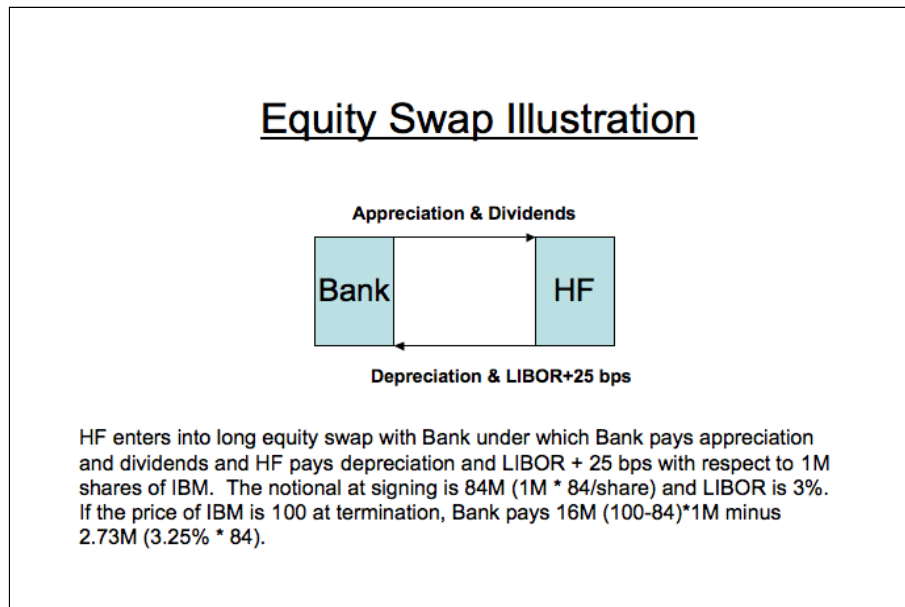 Equity Swap Illustration
Appreciation & Dividends
Bank
HF
Depreciation & LIBOR+25 bps
HF enters into long equity swap with Bank under which Bank pays appreciation
and dividends and HF pays depreciation and LIBOR + 25 bps with respect to 1M
shares of IBM.  The notional at signing is 84M (1M * 84/share) and LIBOR is 3%.
If the price of IBM is 100 at termination, Bank pays 16M (100-84)*1M minus
2.73M (3.25% * 84).